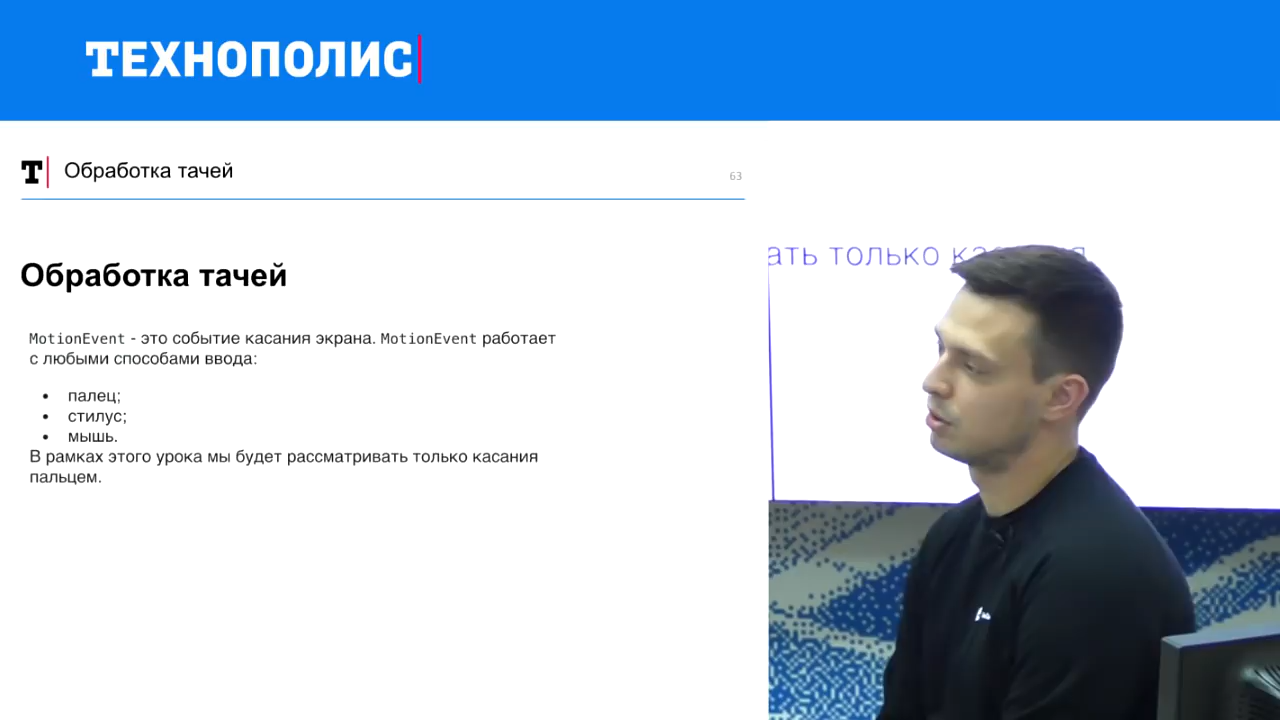 ТЕХНОПОЛИС
Т Обработка тачей
63
Обработка тачей
MotionEvent - это событие касания экрана. MotionEvent работает
с любыми способами ввода:
• палец;
• стилус;
• мышь.
В рамках этого урока мы будет рассматривать только касания
пальцем.
ать только